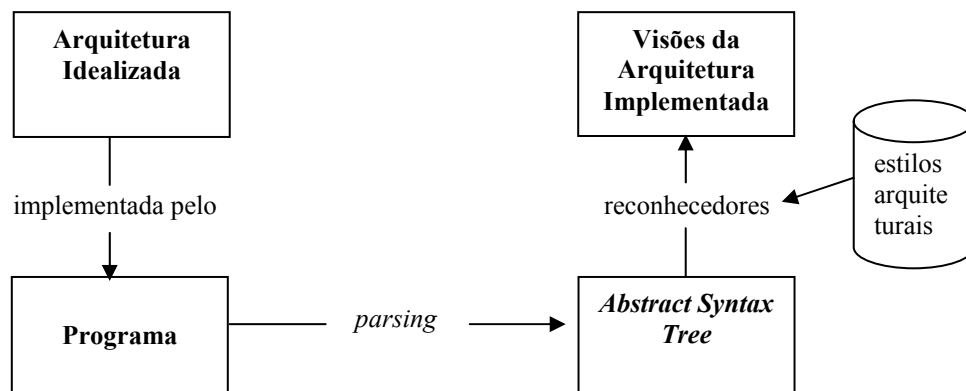 Arquitetura
Idealizada
Visões da
Arquitetura
Implementada
estilos
arquite
turais
implementada pelo
reconhecedores
Programa
parsing
Abstract Syntax
Tree